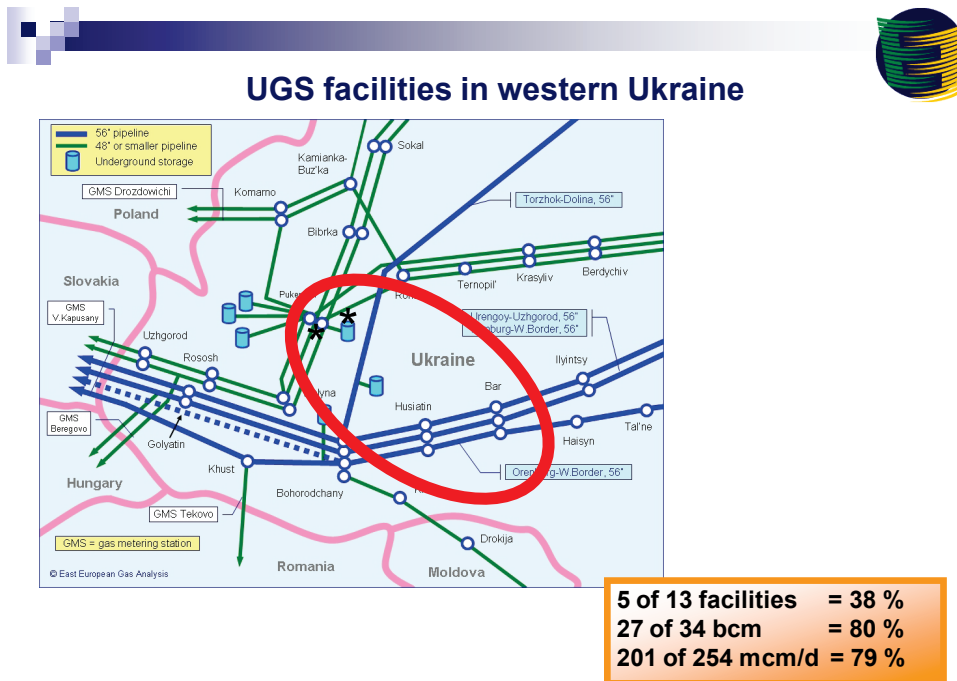 UGS facilities in western Ukraine
56" pipeline
48" or smaller pipeline
Underground storage
Sokal
Kamianka-
Buz'ka
GMS Drozdowichi
Komarno
Torzhok-Dolina, 56"
Poland
Bibrka
Krasyliv
Berdychiv
Ternopil'
Slovakia
GMS
V.Kapusany
Uzhgorod
Rososh
56"
56"
Ukraine
Ilyintsy
Bar
Husiatin
Tal'ne
Haisyn
GMS
Beregovo
Golyatin
Khust
Hungary
Bohorodchany
56"
GMS Tekovo
GMS = gas metering station
Drokija
Romania
Moldova
© East European Gas Analysis
5 of 13 facilities = 38 %
27 of 34 bcm = 80 %
201 of 254 mcm/d = 79 %